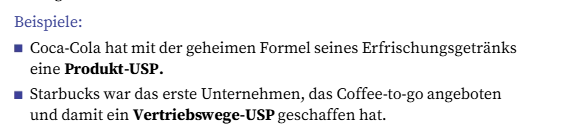 Beispiele:
Coca-Cola hat mit der geheimen Formel seines Erfrischungsgetränks
eine Produkt-USP.
Starbucks war das erste Unternehmen, das Coffee-to-go angeboten
und damit ein Vertriebswege-USP geschaffen hat.